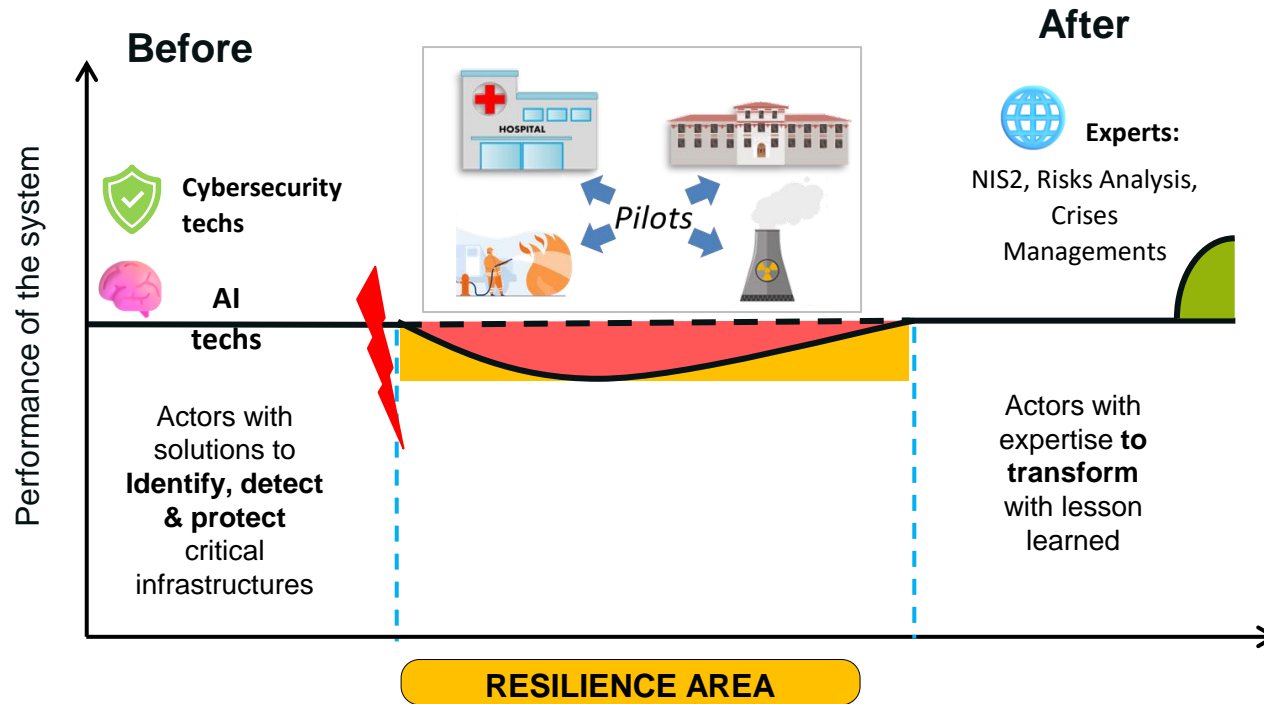 Before
After
Performance of the system
Cybersecurity
techs
AI
techs
HOSPITAL
Pilots
Experts:
NIS2, Risks Analysis,
Crises
Managements
Actors with
solutions to
Identify, detect
& protect
critical
infrastructures
Actors with
expertise to
transform
with lesson
learned
RESILIENCE AREA